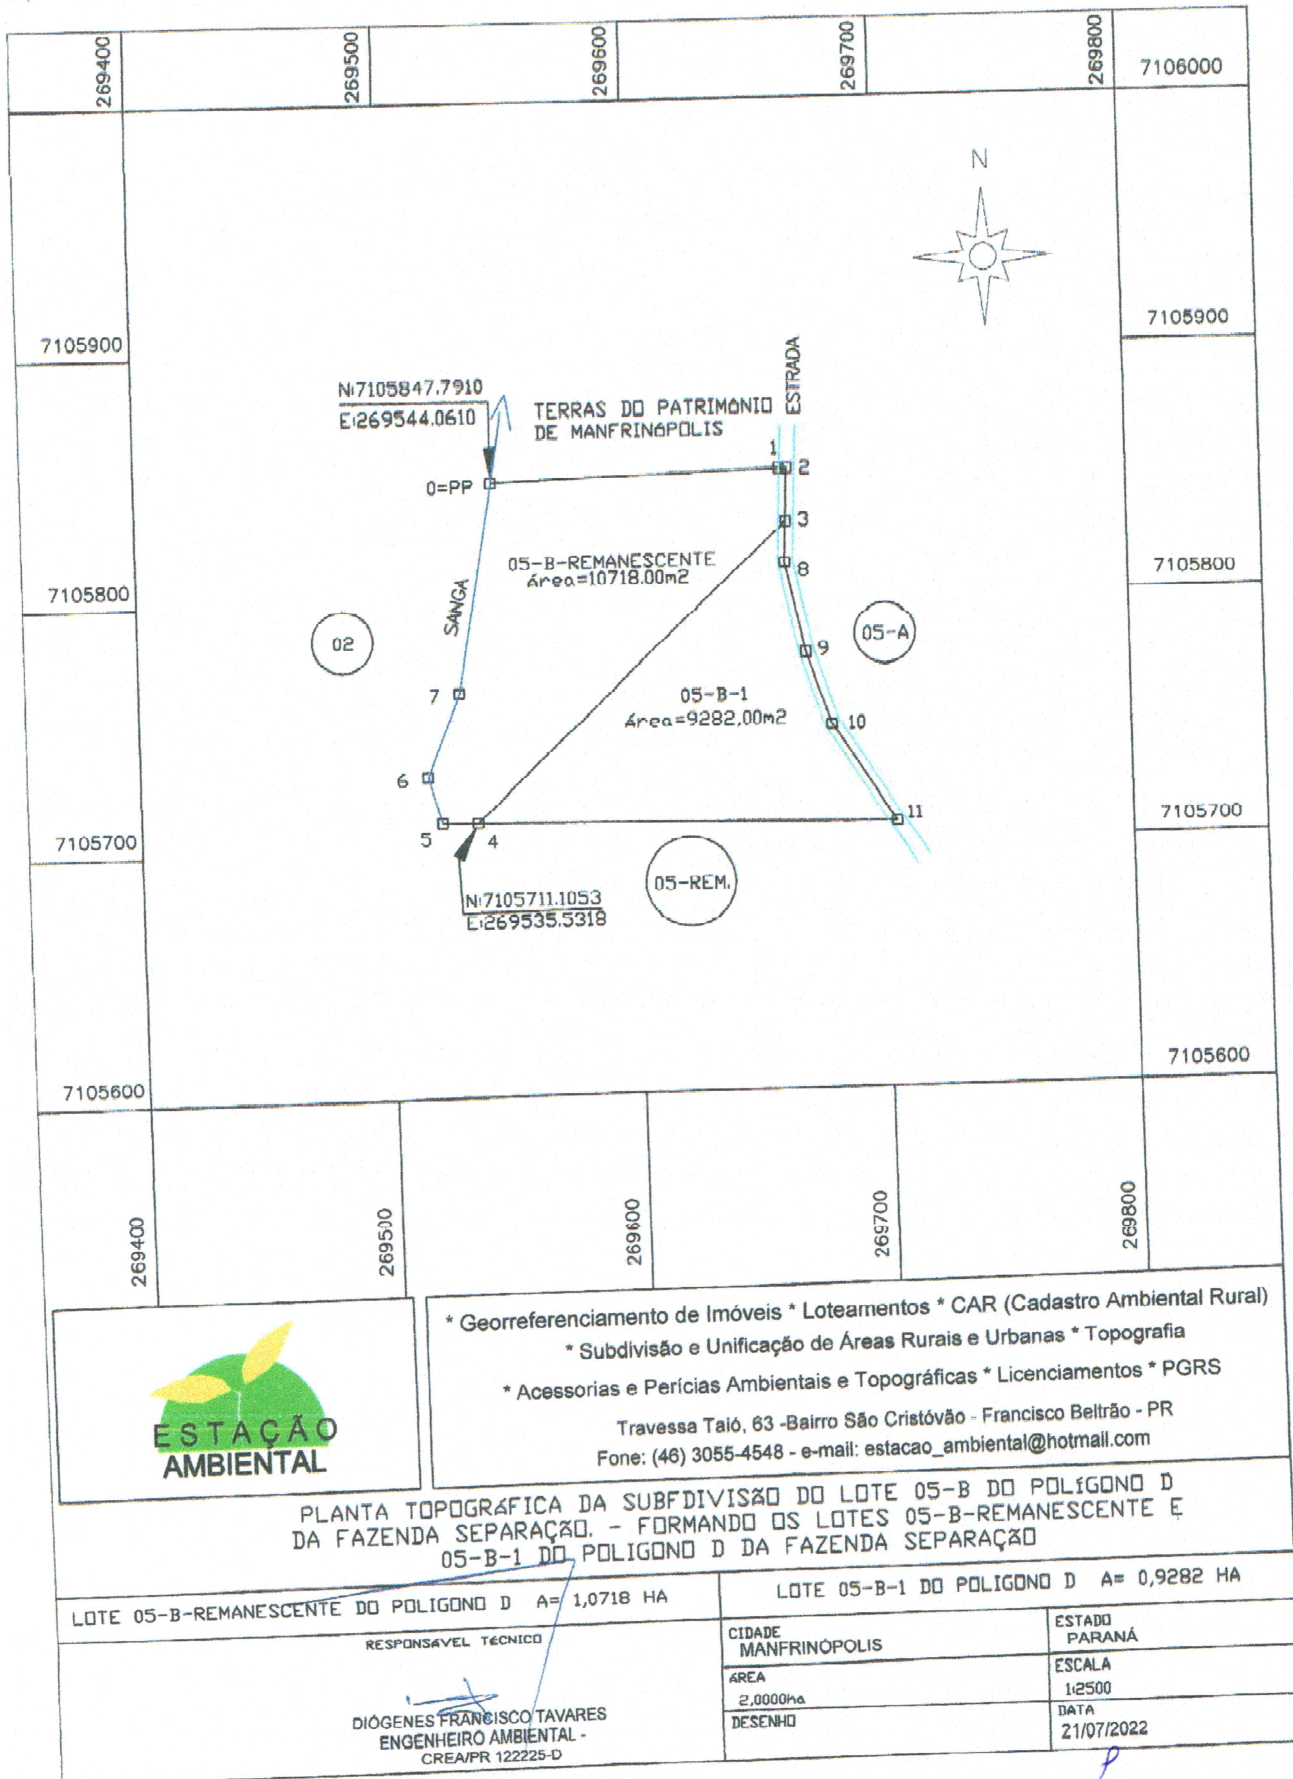 269400
269500
269600
269700
269800
7106000
N
7105900
7105900
N:7105847.7910
E:269544.0610
TERRAS DO PATRIMÔNIO
DE MANFRINÓPOLIS
ESTRADA
1
2
0=PP
3
05-B-REMANESCENTE
área=10718.00m2
8
7105800
7105800
SANGA
02
05-A
9
7
05-B-1
área=9282,00m2
10
6
11
7105700
7105700
5
4
05-REM.
N:7105711.1053
E:269535.5318
7105600
7105600
269400
269500
269600
269700
269800
* Georreferenciamento de Imóveis * Loteamentos * CAR (Cadastro Ambiental Rural)
* Subdivisão e Unificação de Áreas Rurais e Urbanas * Topografia
* Acessorias e Perícias Ambientais e Topográficas * Licenciamentos * PGRS
Travessa Taió, 63 -Bairro São Cristóvão - Francisco Beltrão - PR
Fone: (46) 3055-4548 - e-mail: estacao_ambiental@hotmail.com
ESTAÇÃO
AMBIENTAL
PLANTA TOPOGRÁFICA DA SUBFDIVISÃO DO LOTE 05-B DO POLÍGONO D
DA FAZENDA SEPARAÇÃO. - FORMANDO OS LOTES 05-B-REMANESCENTE E
05-B-1 DO POLIGONO D DA FAZENDA SEPARAÇÃO
LOTE 05-B-REMANESCENTE DO POLIGONO D A= 1,0718 HA
LOTE 05-B-1 DO POLIGONO D A= 0,9282 HA
RESPONSÁVEL TÉCNICO
DIÓGENES FRANCISCO TAVARES
ENGENHEIRO AMBIENTAL -
CREA/PR 122225-D
CIDADE
MANFRINÓPOLIS
ESTADO
PARANÁ
ÁREA
2,0000ha
ESCALA
1:2500
DESENHO
DATA
21/07/2022